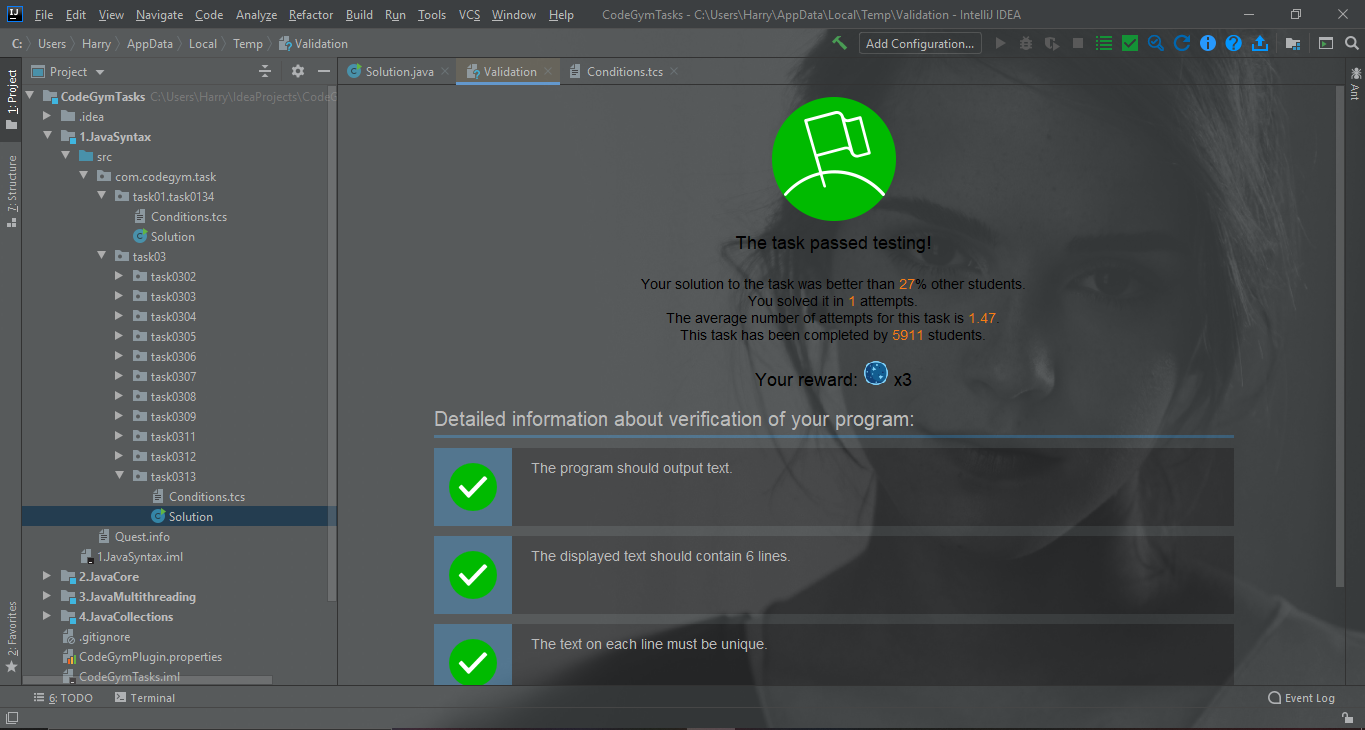 IJ File Edit View Navigate Code Analyze Refactor Build Run Tools VCS Window Help CodeGymTasks - C:\Users\Harry\AppData\Local\Temp\Validation - IntelliJ IDEA
C: Users Harry AppData Local Temp Validation Add Configuration...
1: Project
7: Structure
2: Favorites
Project
CodeGymTasks C:\Users\Harry\IdeaProjects\CodeG
.idea
1.JavaSyntax
src
com.codegym.task
task01.task0134
Conditions.tcs
Solution
task03
task0302
task0303
task0304
task0305
task0306
task0307
task0308
task0309
task0311
task0312
task0313
Conditions.tcs
Solution
Quest.info
1.JavaSyntax.iml
2.JavaCore
3.JavaMultithreading
4.JavaCollections
.gitignore
CodeGymPlugin.properties
CodeGymTasks.iml
Solution.java Validation Conditions.tcs
The task passed testing!
Your solution to the task was better than 27% other students.
You solved it in 1 attempts.
The average number of attempts for this task is 1.47.
This task has been completed by 5911 students.
Your reward: x3
Detailed information about verification of your program:
The program should output text.
The displayed text should contain 6 lines.
The text on each line must be unique.
Ant
6: TODO Terminal Event Log